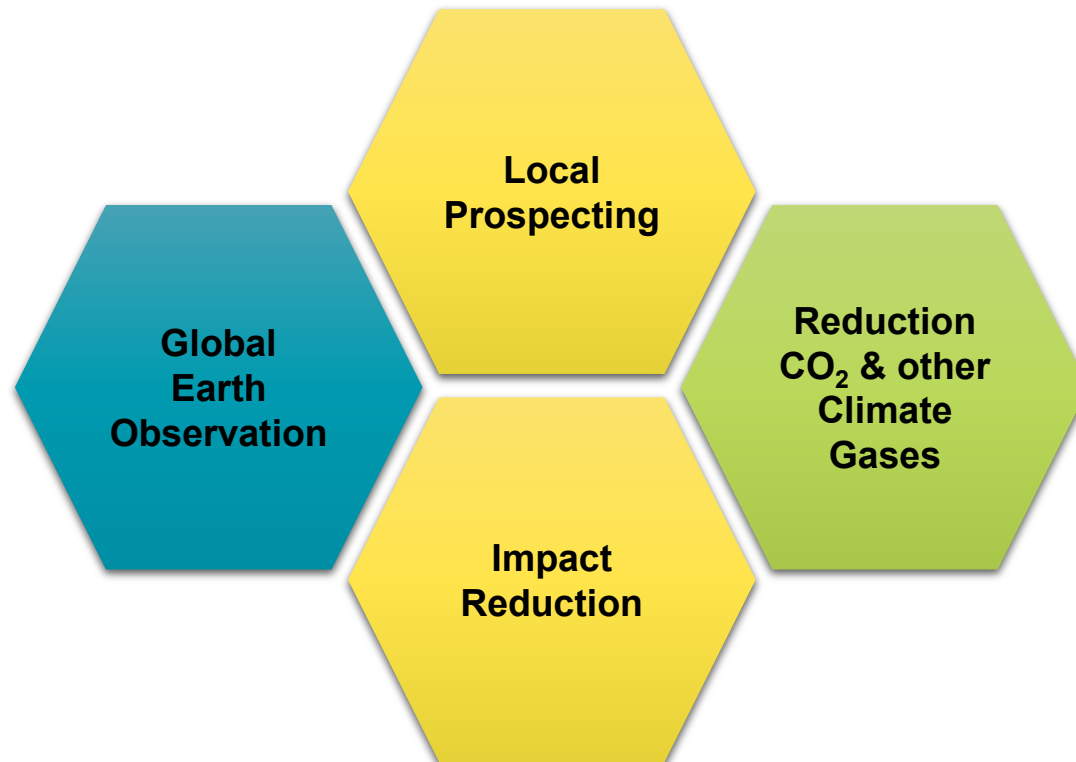 Local
Prospecting
Global
Earth
Observation
Reduction
CO₂ & other
Climate
Gases
Impact
Reduction